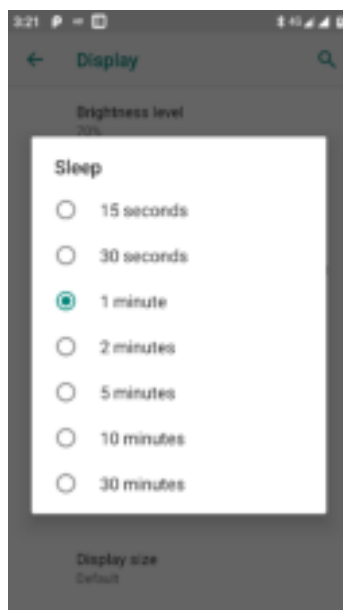 3:21
Display
Brightness level
70%
Sleep
15 seconds
30 seconds
1 minute
2 minutes
5 minutes
10 minutes
30 minutes
Display size
Default